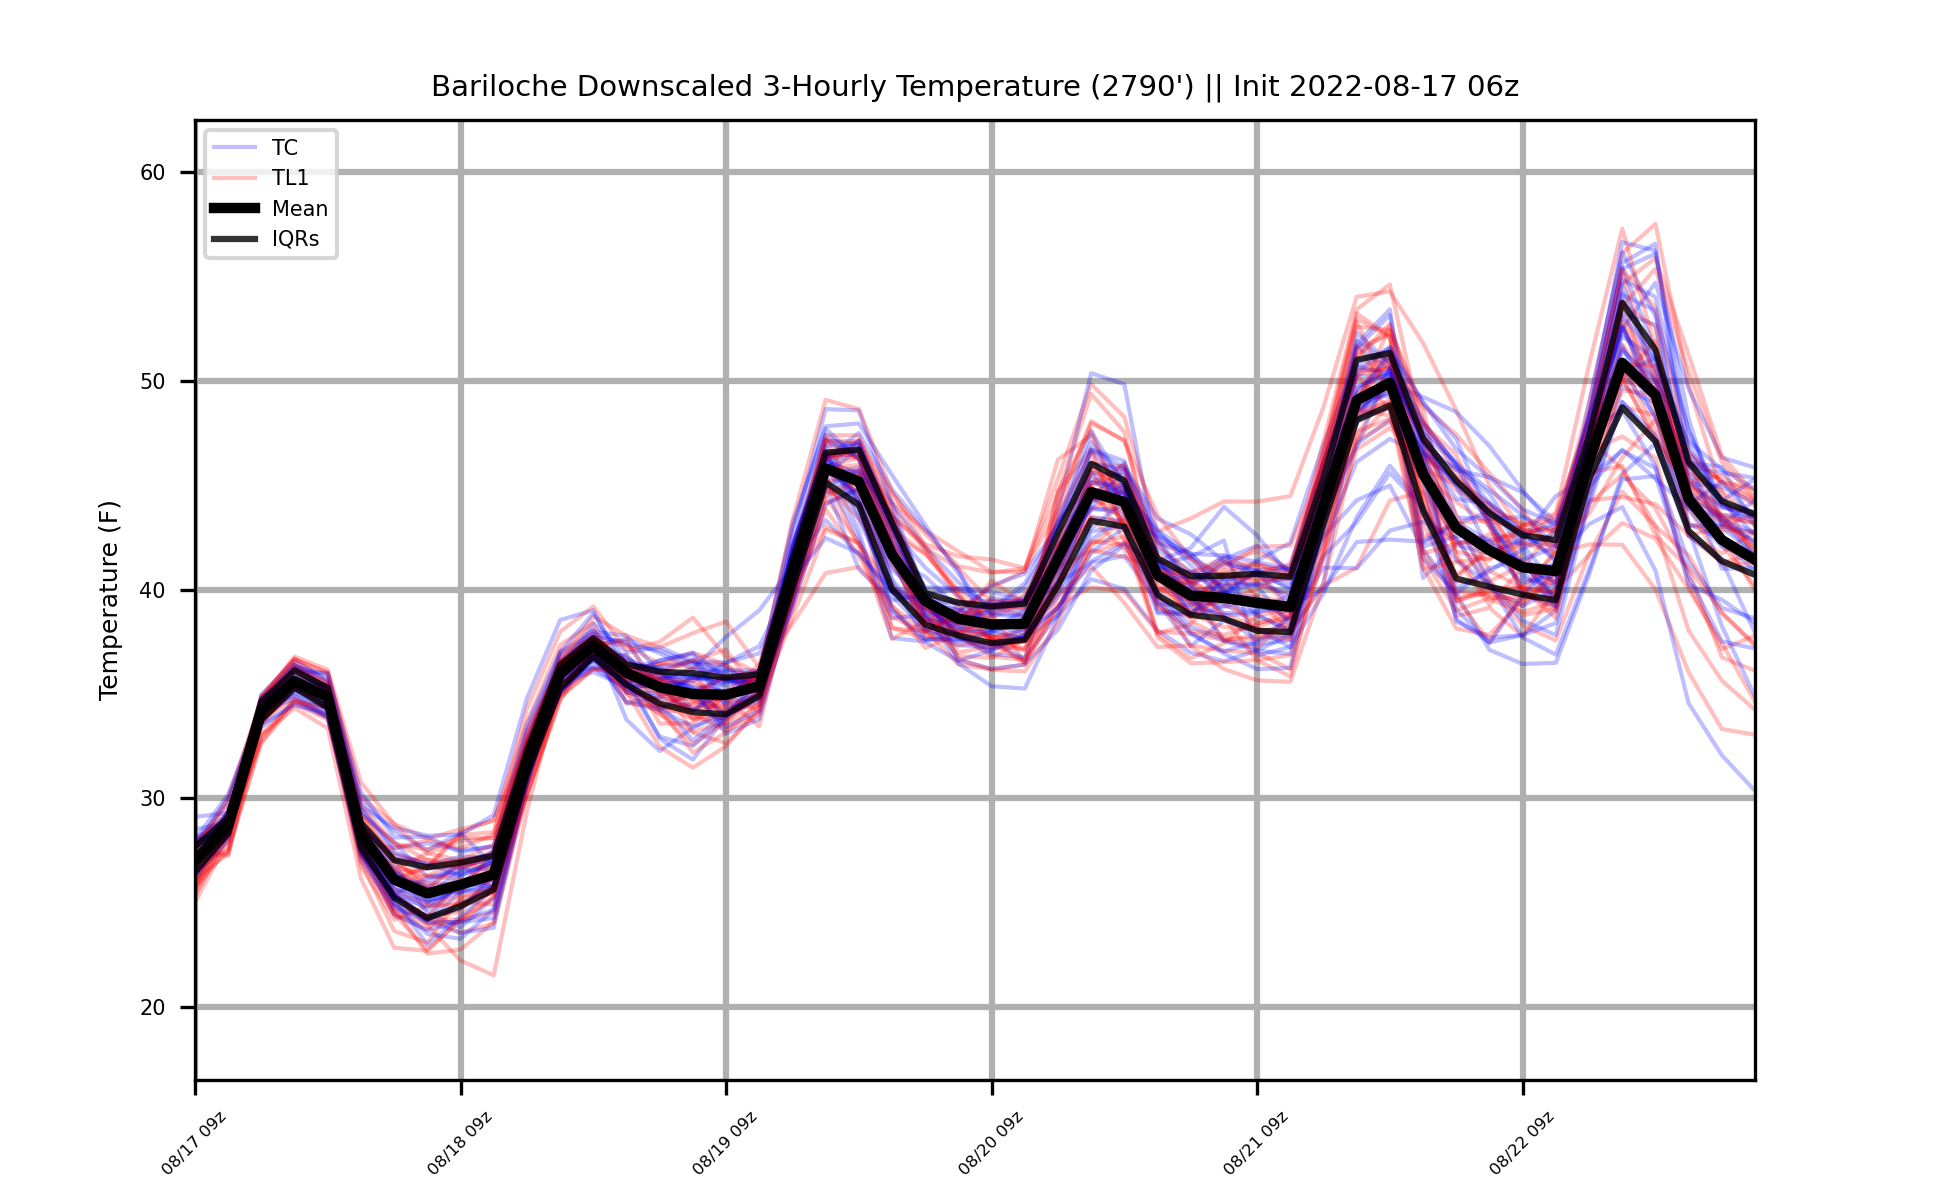 Bariloche Downscaled 3-Hourly Temperature (2790') || Init 2022-08-17 06z
TC
TL1
Mean
IQRs
Temperature (F)
60
50
40
30
20
08/17 09z
08/18 09z
08/19 09z
08/20 09z
08/21 09z
08/22 09z